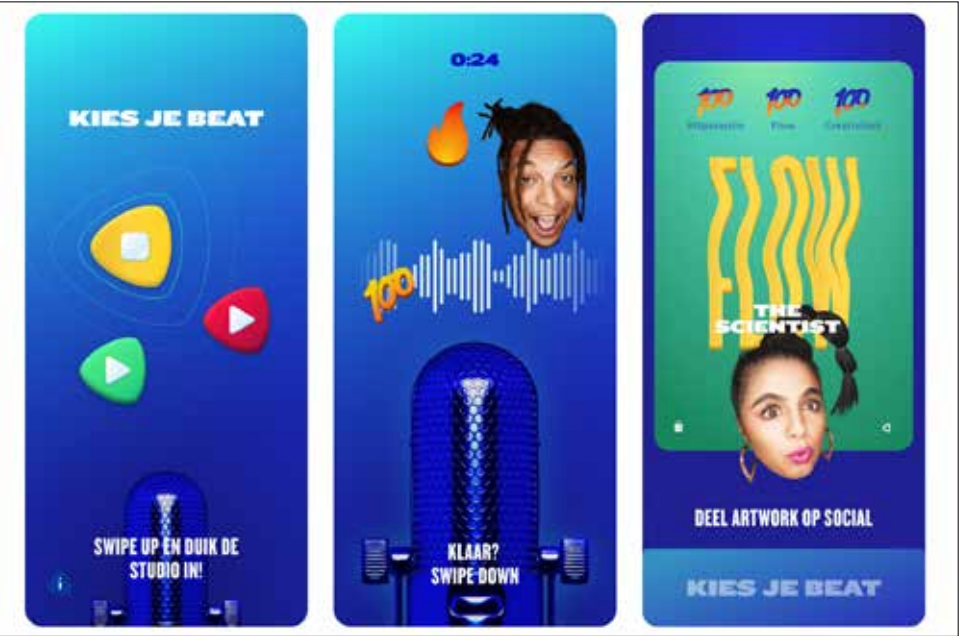 KIES JE BEAT
SWIPE UP EN DUIK DE
STUDIO IN!
0:24
100
KLAAR?
SWIPE DOWN
100 100 100
Flow Creativiteit
FLOW
THE
SCIENTIST
DEEL ARTWORK OP SOCIAL
KIES JE BEAT